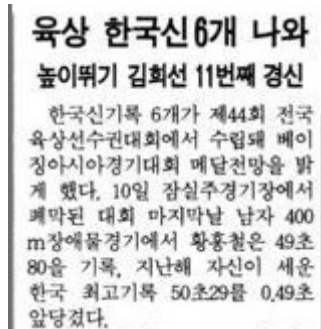 육상 한국신 6개 나와
높이뛰기 김희선 11번째 경신
한국신기록 6개가 제44회 전국
육상선수권대회에서 수립돼 베이
징아시아경기대회 메달전망을 밝
게 했다. 10일 잠실주경기장에서
폐막된 대회 마지막날 남자 400
m장애물경기에서 황홍철은 49초
80을 기록, 지난해 자신이 세운
한국 최고기록 50초29를 0.49초
앞당겼다.